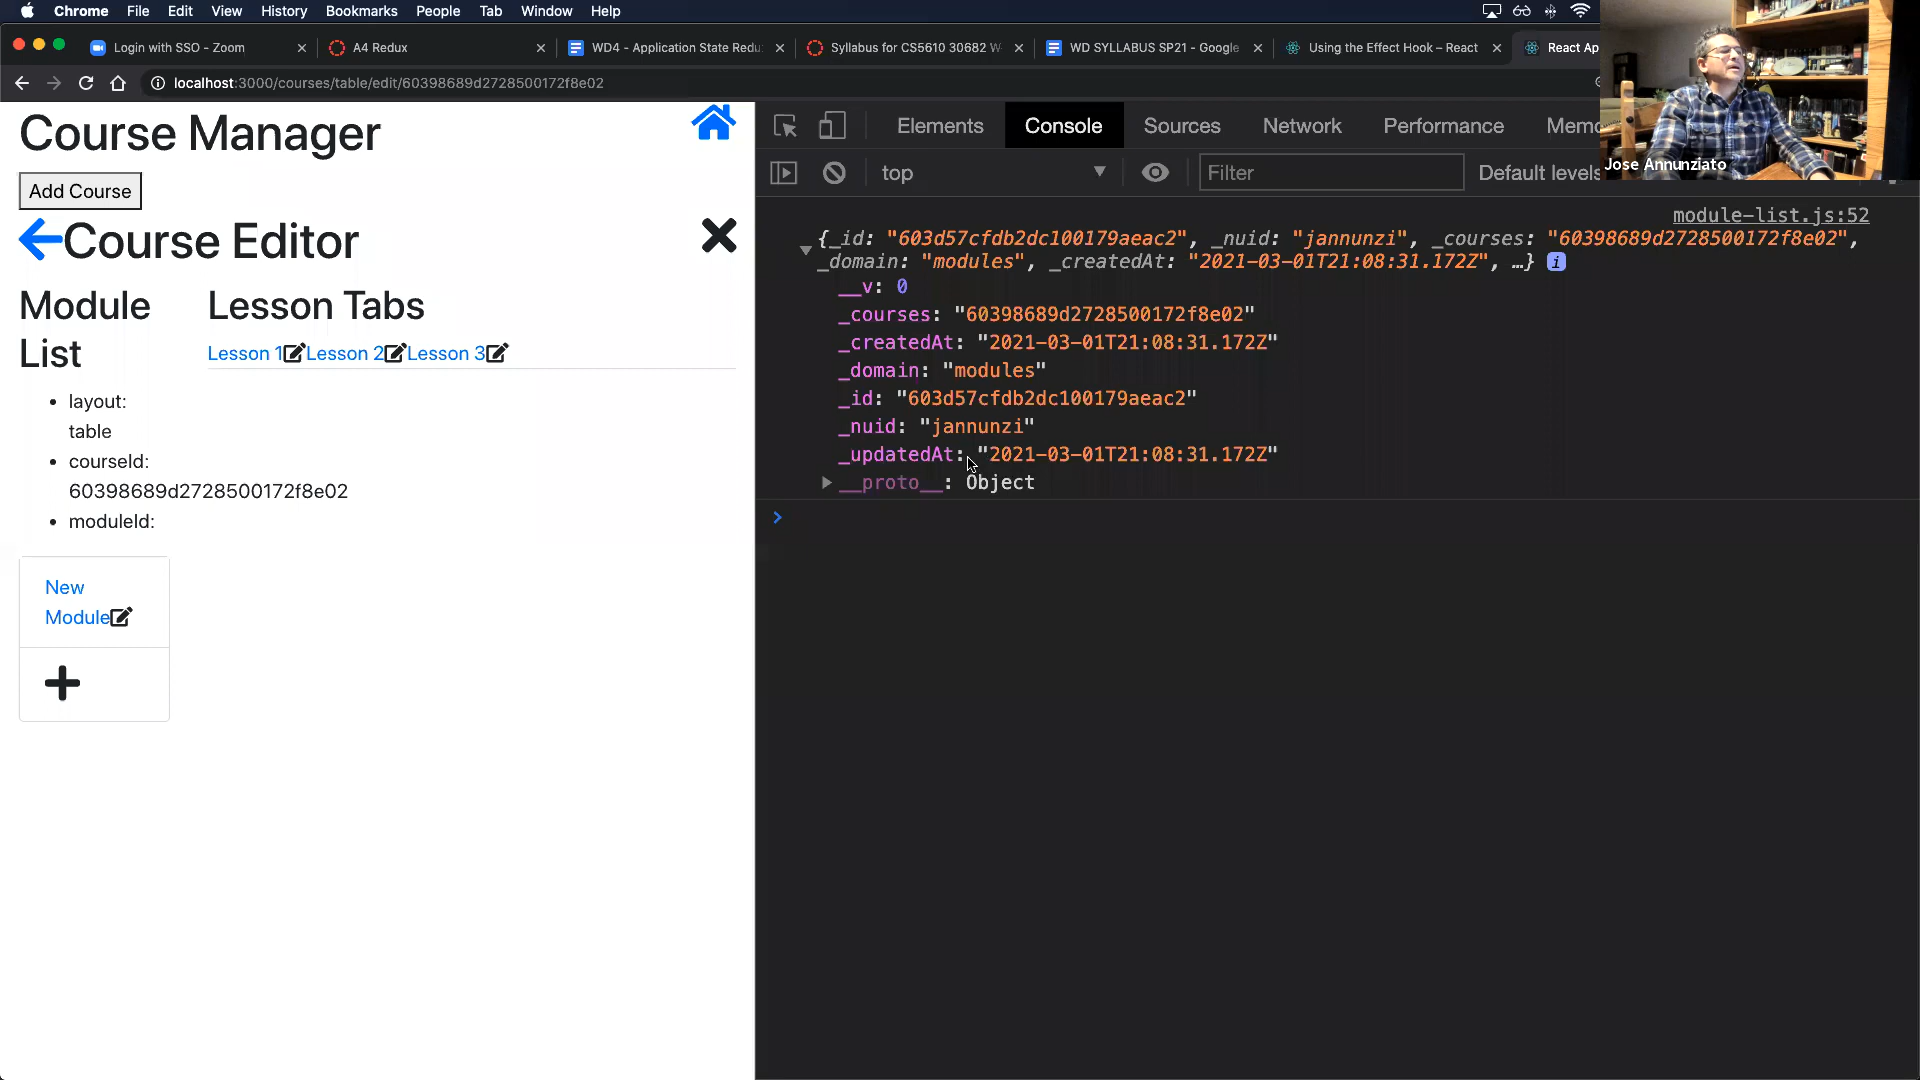 Chrome File Edit View History Bookmarks People Tab Window Help
Login with SSO - Zoom
A4 Redux
WD4 - Application State Redu
Syllabus for CS5610 30682 W
WD SYLLABUS SP21 - Google
Using the Effect Hook – React
React Ap
localhost:3000/courses/table/edit/60398689d2728500172f8e02
Course Manager
Add Course
Course Editor
Module
List
Lesson Tabs
Lesson 1 Lesson 2 Lesson 3
layout:
table
courseId:
60398689d2728500172f8e02
moduleId:
New
Module
Elements Console Sources Network Performance Memo
top
Filter
Default levels
Jose Annunziato
module-list.js:52
{_id: "603d57cfdb2dc100179aeac2", _nuid: "jannunzi", _courses: "60398689d2728500172f8e02",
_domain: "modules", _createdAt: "2021-03-01T21:08:31.172Z", …} i
__v: 0
_courses: "60398689d2728500172f8e02"
_createdAt: "2021-03-01T21:08:31.172Z"
_domain: "modules"
_id: "603d57cfdb2dc100179aeac2"
_nuid: "jannunzi"
_updatedAt: "2021-03-01T21:08:31.172Z"
__proto__: Object